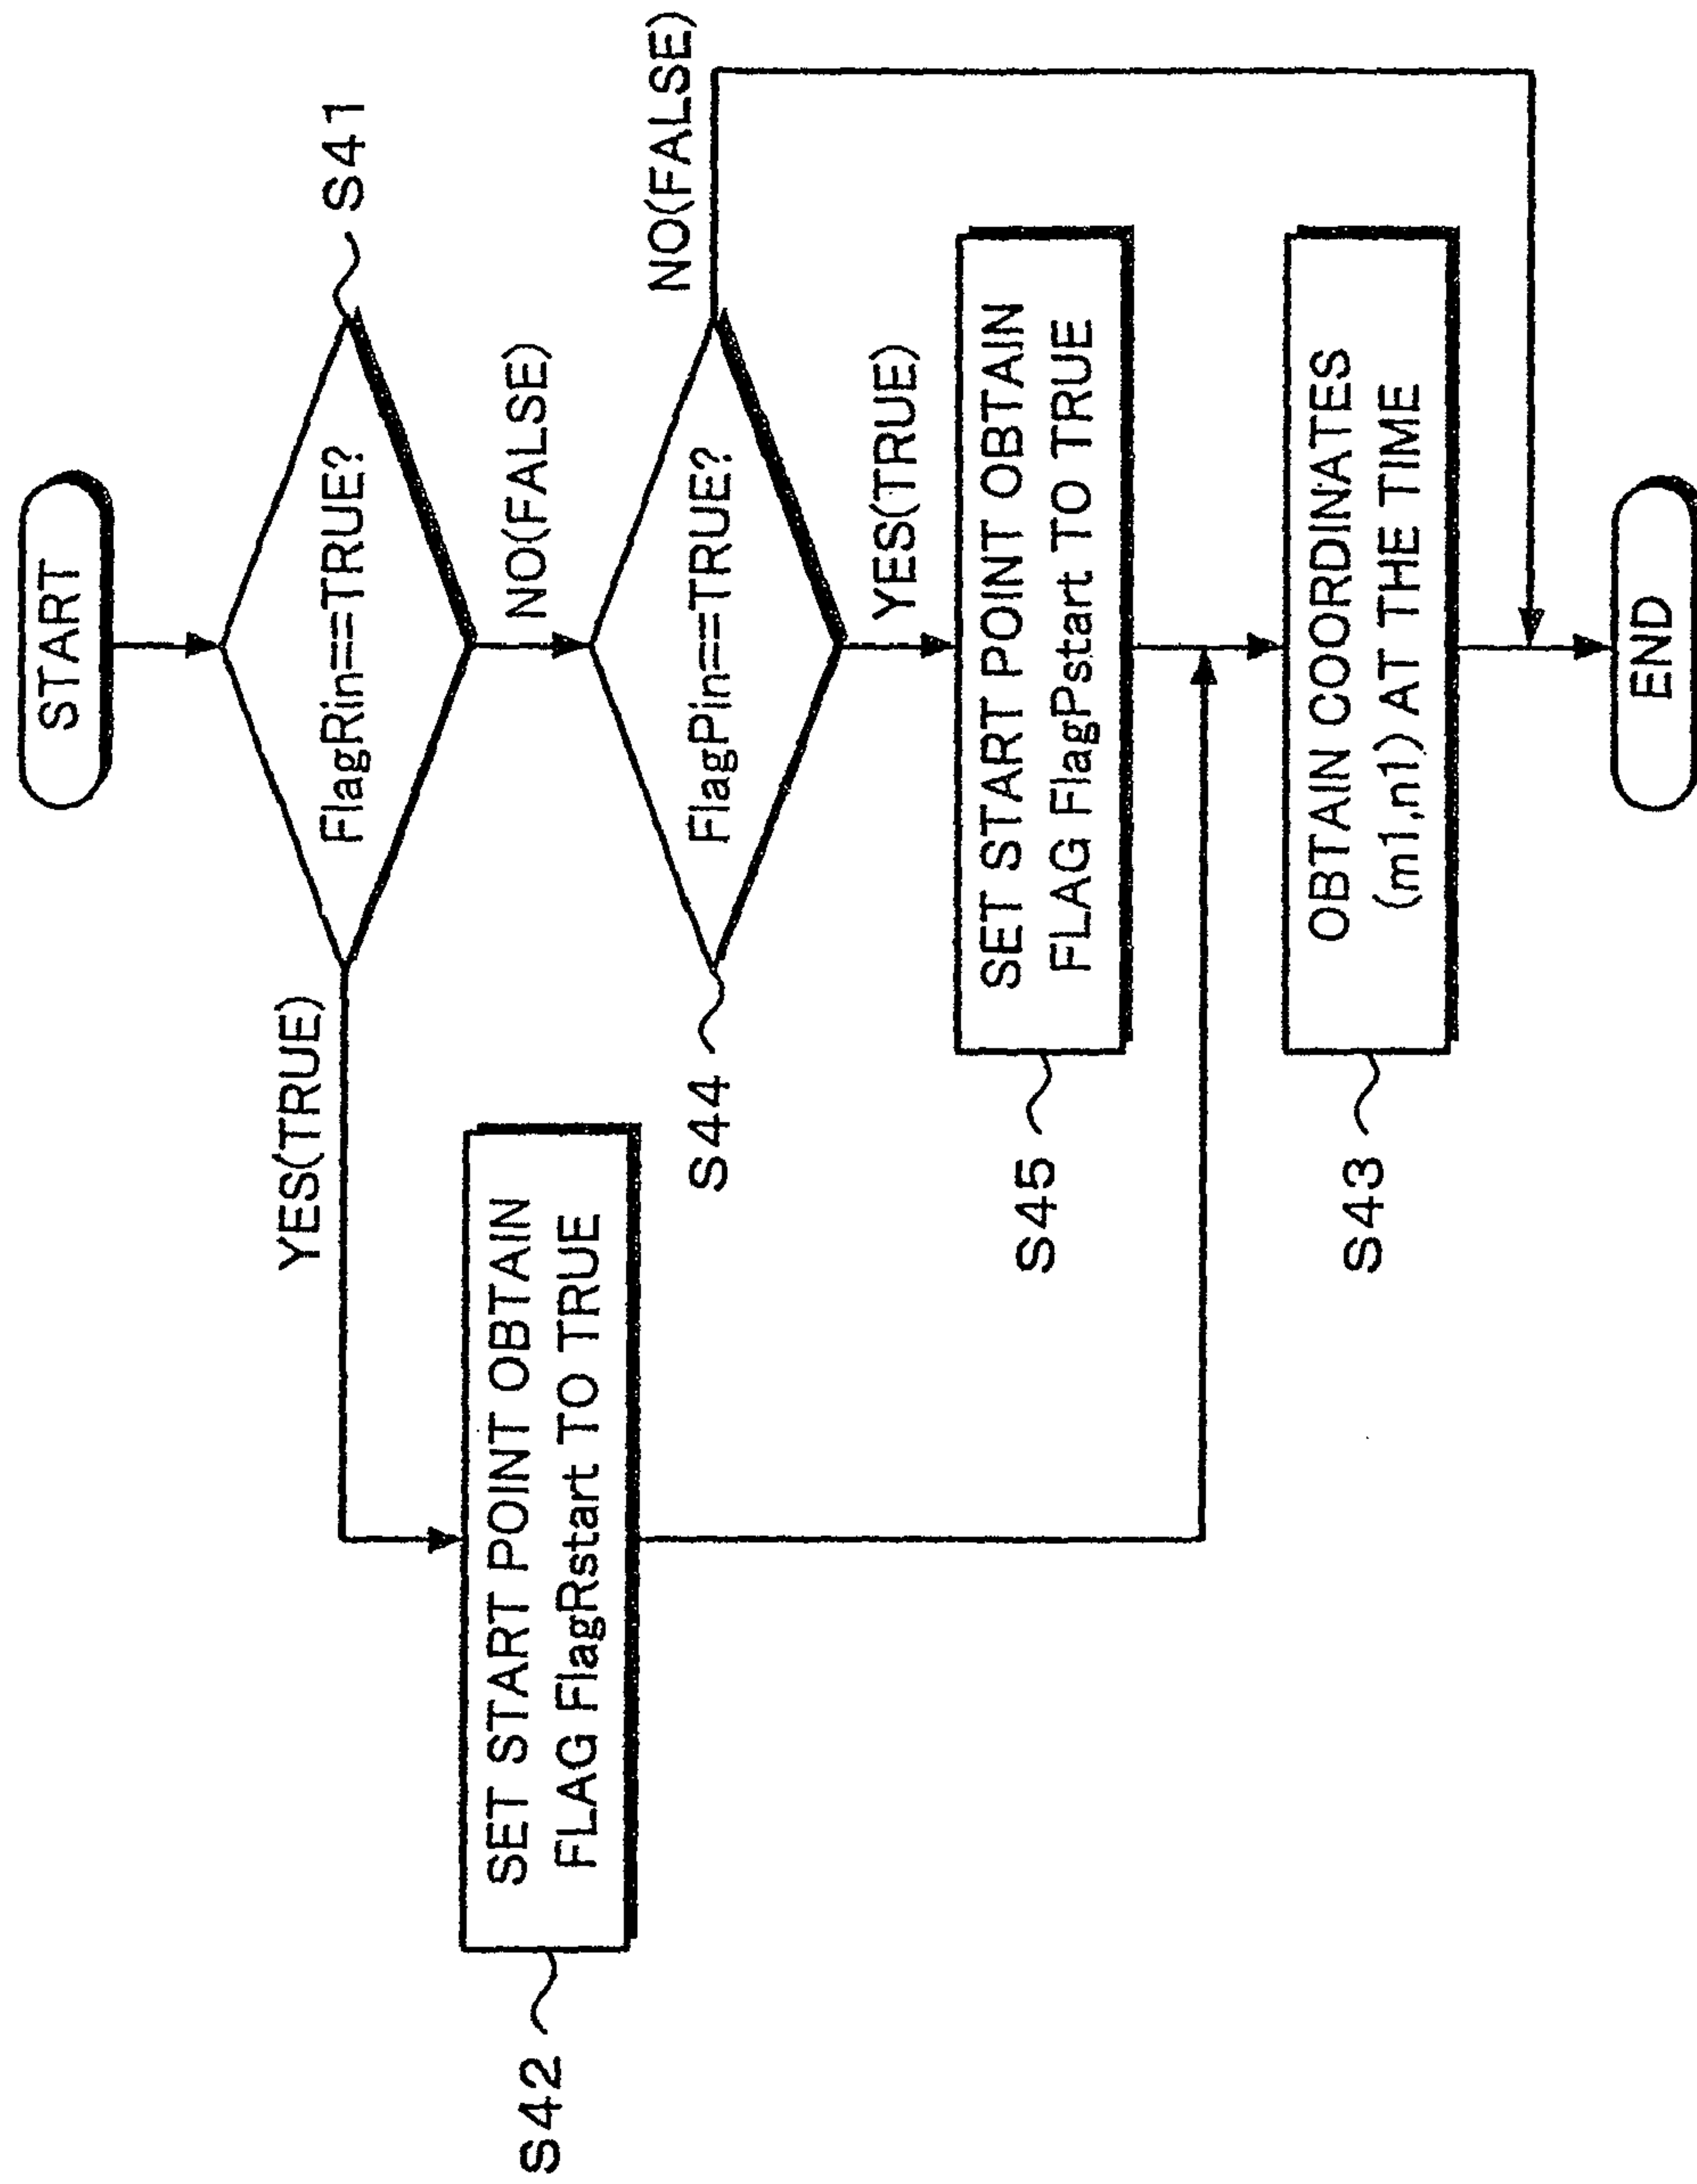 START
FlagRin==TRUE?
S41
YES(TRUE)
NO(FALSE)
SET START POINT OBTAIN
FLAG FlagRstart TO TRUE
S42
FlagPin==TRUE?
S44
NO(FALSE)
YES(TRUE)
SET START POINT OBTAIN
FLAG FlagPstart TO TRUE
S45
OBTAIN COORDINATES
(m1,n1) AT THE TIME
S43
END